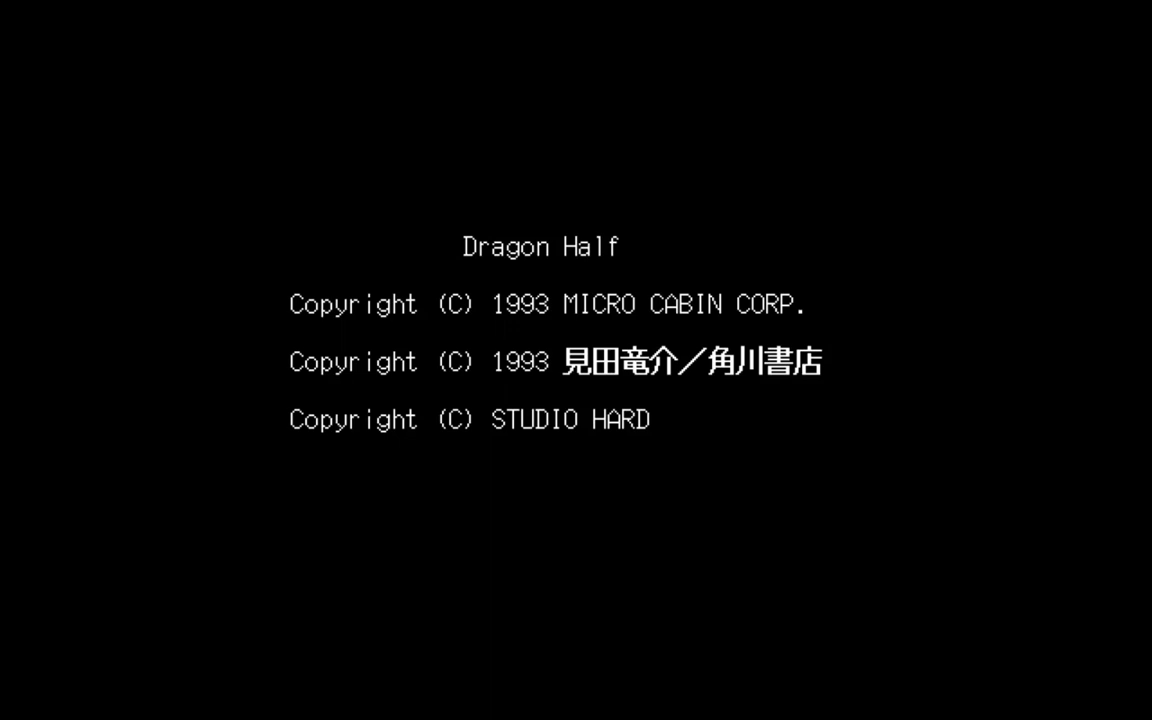 Dragon Half
Copyright (C) 1993 MICRO CABIN CORP.
Copyright (C) 1993 見田竜介／角川書店
Copyright (C) STUDIO HARD